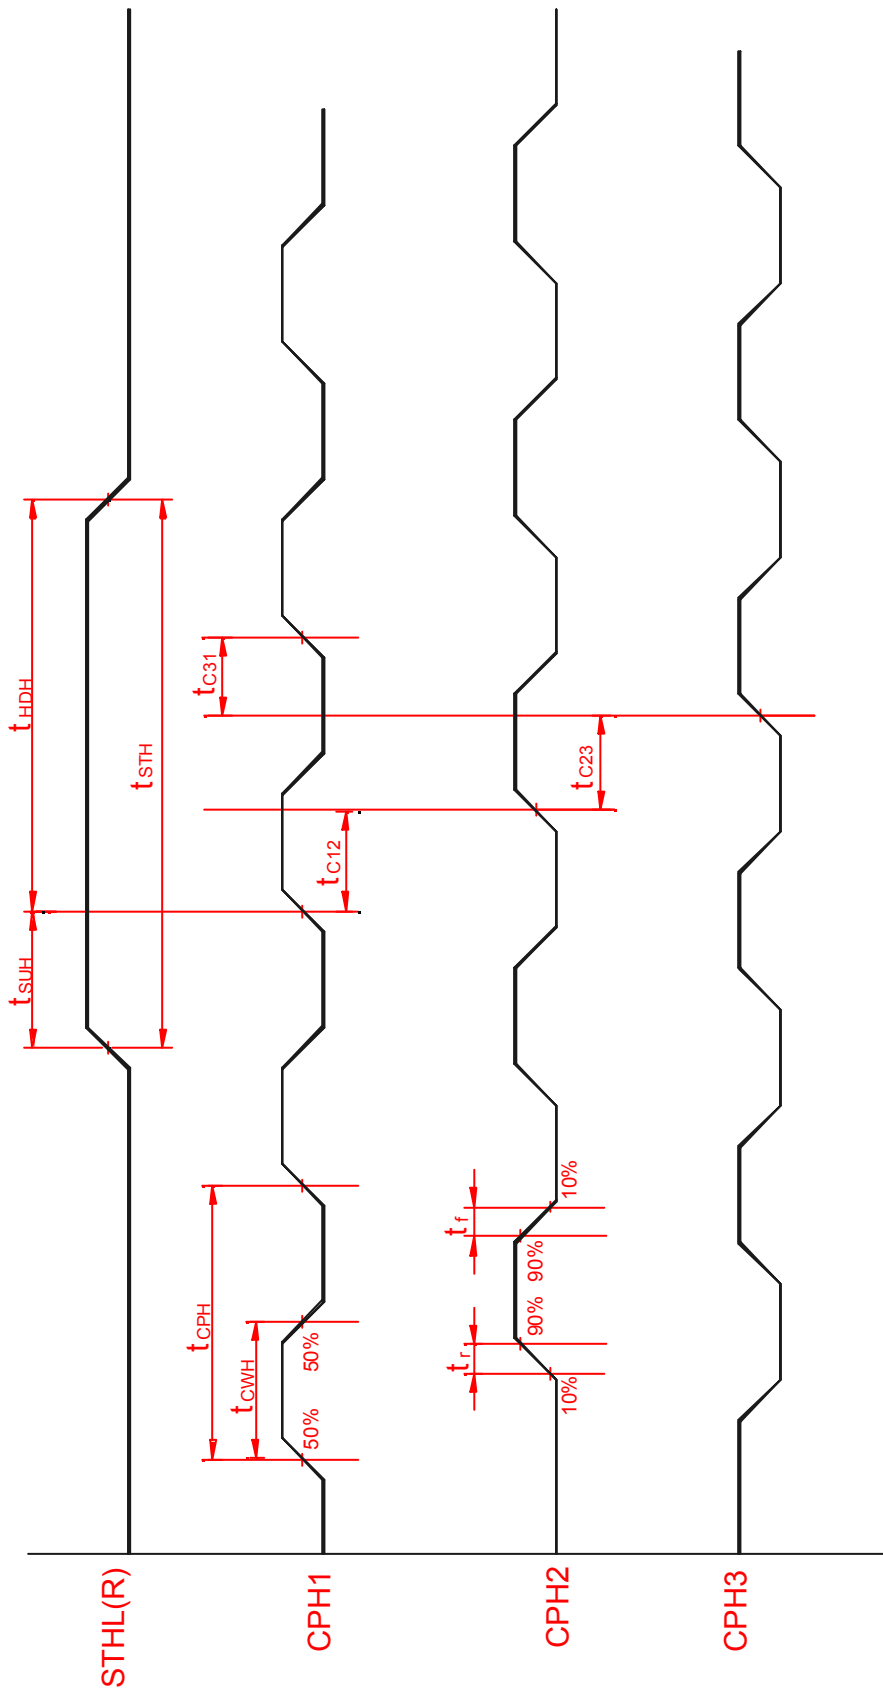 STHL(R)
tSUH
tHDH
tSTH
CPH1
tCPH
tCWH
50%
50%
tC12
tC31
CPH2
tr
tf
10%
90%
90%
10%
tC23
CPH3